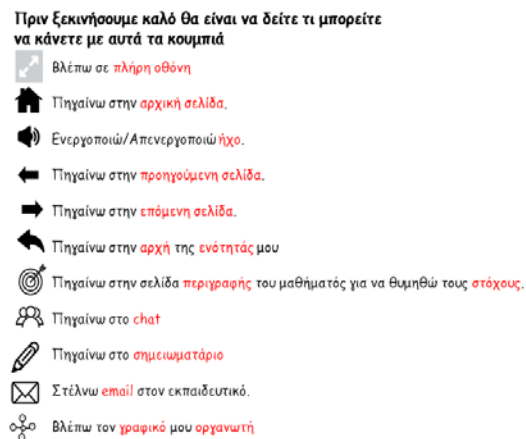 Πριν ξεκινήσουμε καλό θα είναι να δείτε τι μπορείτε
να κάνετε με αυτά τα κουμπιά
Βλέπω σε πλήρη οθόνη
Πηγαίνω στην αρχική σελίδα.
Ενεργοποιώ/Απενεργοποιώ ήχο.
Πηγαίνω στην προηγούμενη σελίδα.
Πηγαίνω στην επόμενη σελίδα.
Πηγαίνω στην αρχή της ενότητάς μου
Πηγαίνω στην σελίδα περιγραφής του μαθήματός για να θυμηθώ τους στόχους.
Πηγαίνω στο chat
Πηγαίνω στο σημειωματάριο
Στέλνω email στον εκπαιδευτικό.
Βλέπω τον γραφικό μου οργανωτή